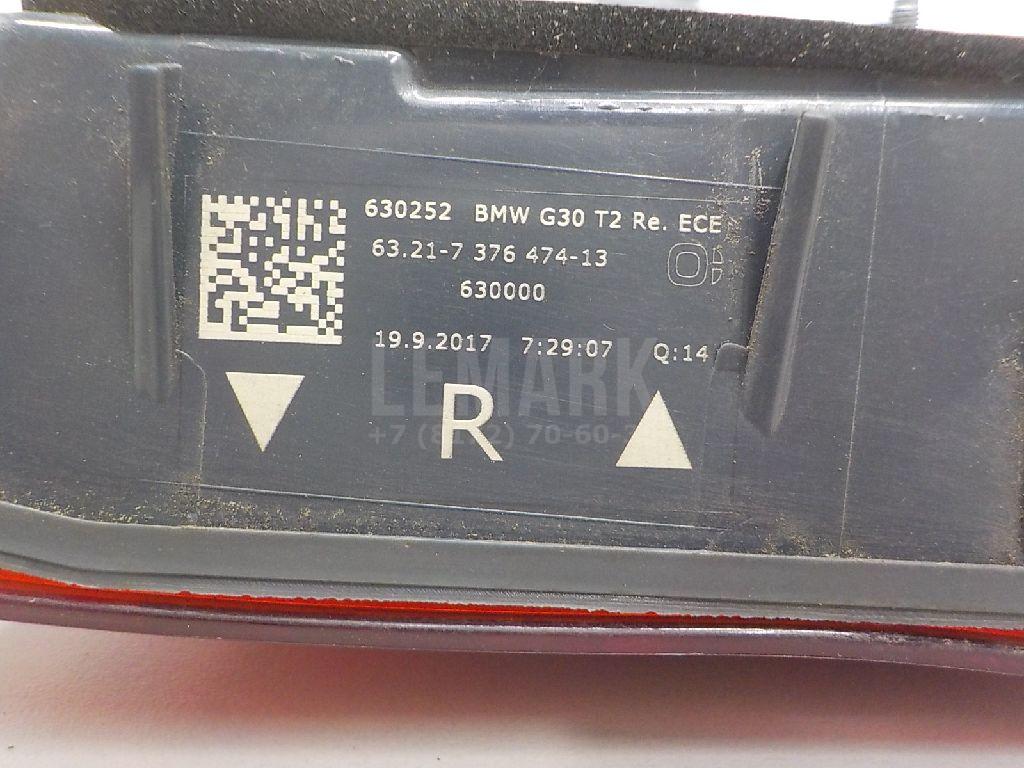 630252 BMW G30 T2 Re. ECE
63.21-7 376 474-13
630000
19.9.2017 7:29:07 Q:14
LEMARK
R